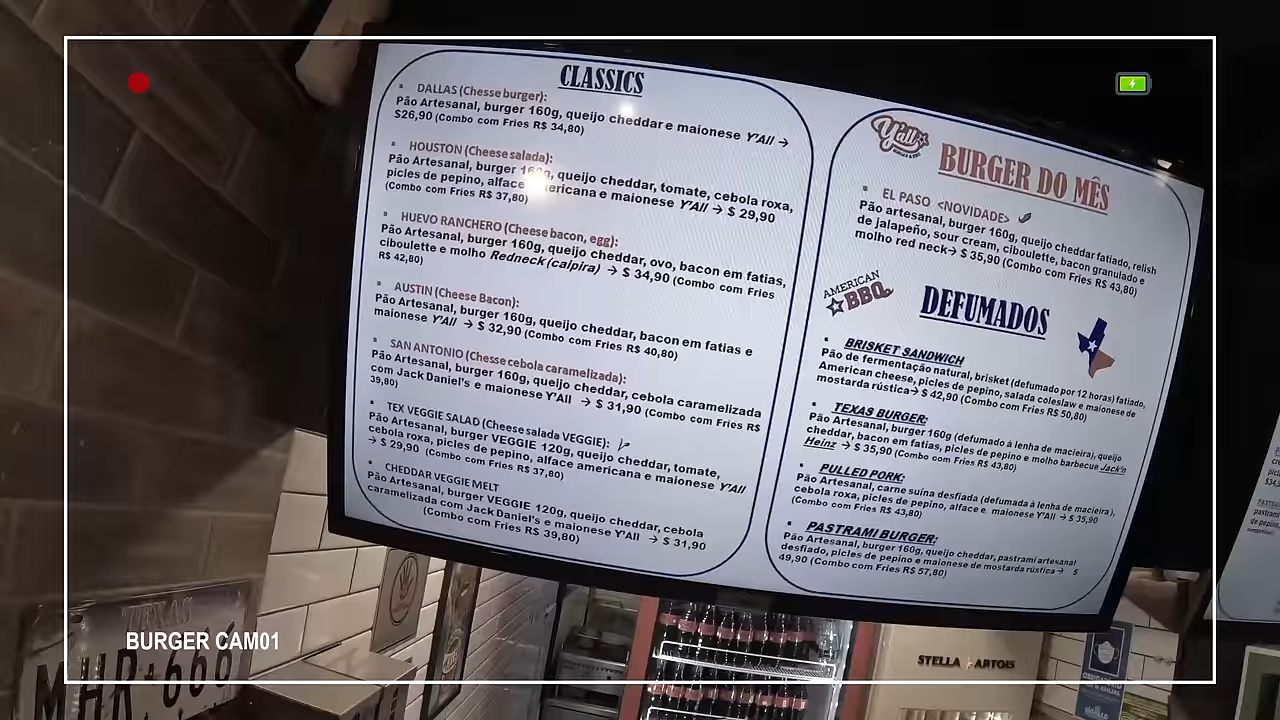 CLASSICS
DALLAS (Chesse burger):
Pão Artesanal, burger 160g, queijo cheddar e maionese Y'All →
$26,90 (Combo com Fries R$ 34,80)
HOUSTON (Cheese salada):
Pão Artesanal, burger 160g, queijo cheddar, tomate, cebola roxa,
picles de pepino, alface americana e maionese Y'All → $ 29,90
(Combo com Fries R$ 37,80)
HUEVO RANCHERO (Cheese bacon, egg):
Pão Artesanal, burger 160g, queijo cheddar, ovo, bacon em fatias,
ciboulette e molho Redneck (caipira) → $ 34,90 (Combo com Fries
R$ 42,80)
AUSTIN (Cheese Bacon):
Pão Artesanal, burger 160g, queijo cheddar, bacon em fatias e
maionese Y'All → $ 32,90 (Combo com Fries R$ 40,80)
SAN ANTONIO (Chesse cebola caramelizada):
Pão Artesanal, burger 160g, queijo cheddar, cebola caramelizada
com Jack Daniel's e maionese Y'All → $ 31,90 (Combo com Fries R$
39,80)
TEX VEGGIE SALAD (Cheese salada VEGGIE):
Pão Artesanal, burger VEGGIE 120g, queijo cheddar, tomate,
cebola roxa, picles de pepino, alface americana e maionese Y'All
→ $ 29,90 (Combo com Fries R$ 37,80)
CHEDDAR VEGGIE MELT
Pão Artesanal, burger VEGGIE 120g, queijo cheddar, cebola
caramelizada com Jack Daniel's e maionese Y'All → $ 31,90
(Combo com Fries R$ 39,80)
Y'all
BURGER DO MÊS
EL PASO <NOVIDADE>
Pão artesanal, burger 160g, queijo cheddar fatiado, relish
de jalapeño, sour cream, ciboulette, bacon granulado e
molho red neck→ $ 35,90 (Combo com Fries R$ 43,80)
AMERICAN
BBQ
DEFUMADOS
BRISKET SANDWICH
Pão de fermentação natural, brisket (defumado por 12 horas) fatiado,
American cheese, picles de pepino, salada coleslaw e maionese de
mostarda rústica→ $ 42,90 (Combo com Fries R$ 50,80)
TEXAS BURGER:
Pão Artesanal, burger 160g (defumado à lenha de macieira), queijo
cheddar, bacon em fatias, picles de pepino e molho barbecue Jack'n
Heinz → $ 35,90 (Combo com Fries R$ 43,80)
PULLED PORK:
Pão Artesanal, carne suína desfiada (defumada à lenha de macieira),
cebola roxa, picles de pepino, alface e maionese Y'All → $ 35,90
(Combo com Fries R$ 43,80)
PASTRAMI BURGER:
Pão Artesanal, burger 160g, queijo cheddar, pastrami artesanal
desfiado, picles de pepino e maionese de mostarda rústica → $
49,90 (Combo com Fries R$ 57,80)
TEXAS
MHR★666
BURGER CAM01
STELLA ARTOIS